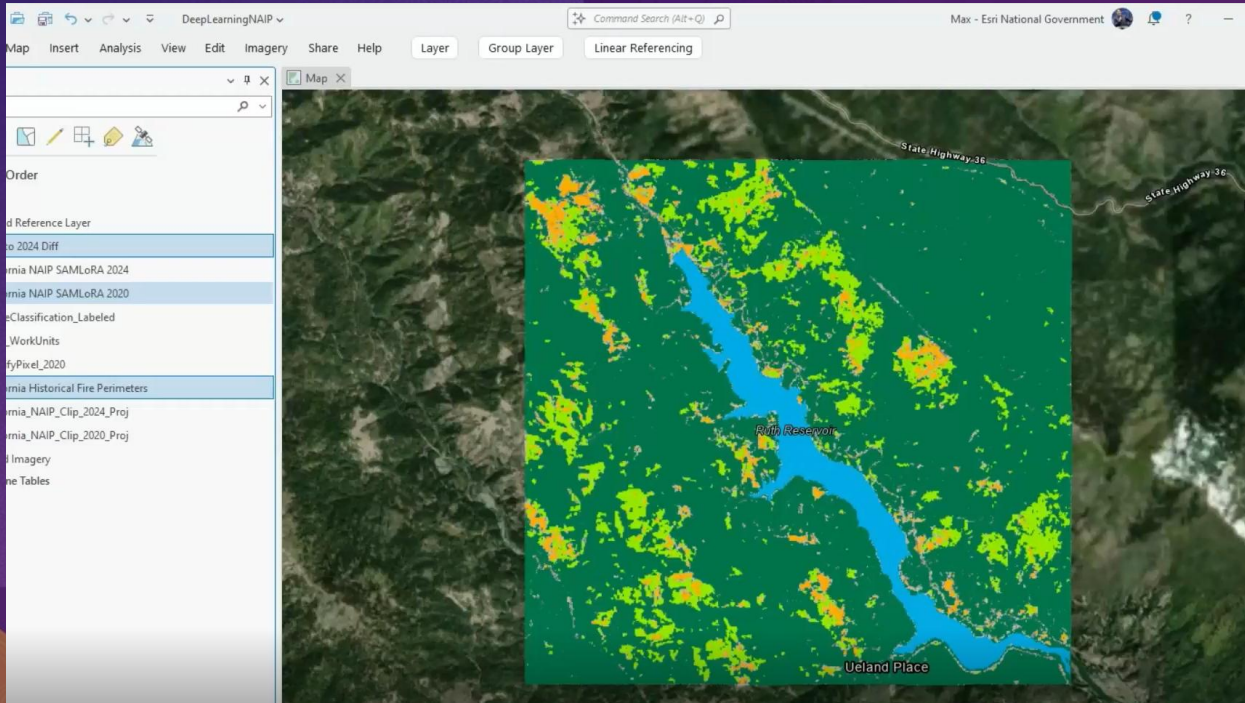 DeepLearningNAIP
Command Search (Alt+Q)
Max - Esri National Government
?
Map Insert Analysis View Edit Imagery Share Help Layer Group Layer Linear Referencing
Map
Order
d Reference Layer
to 2024 Diff
rnia NAIP SAMLoRA 2024
rnia NAIP SAMLoRA 2020
eClassification_Labeled
_WorkUnits
ifyPixel_2020
rnia Historical Fire Perimeters
rnia_NAIP_Clip_2024_Proj
rnia_NAIP_Clip_2020_Proj
d Imagery
ne Tables
State Highway 36
State Highway 36
Ruth Reservoir
Ueland Place